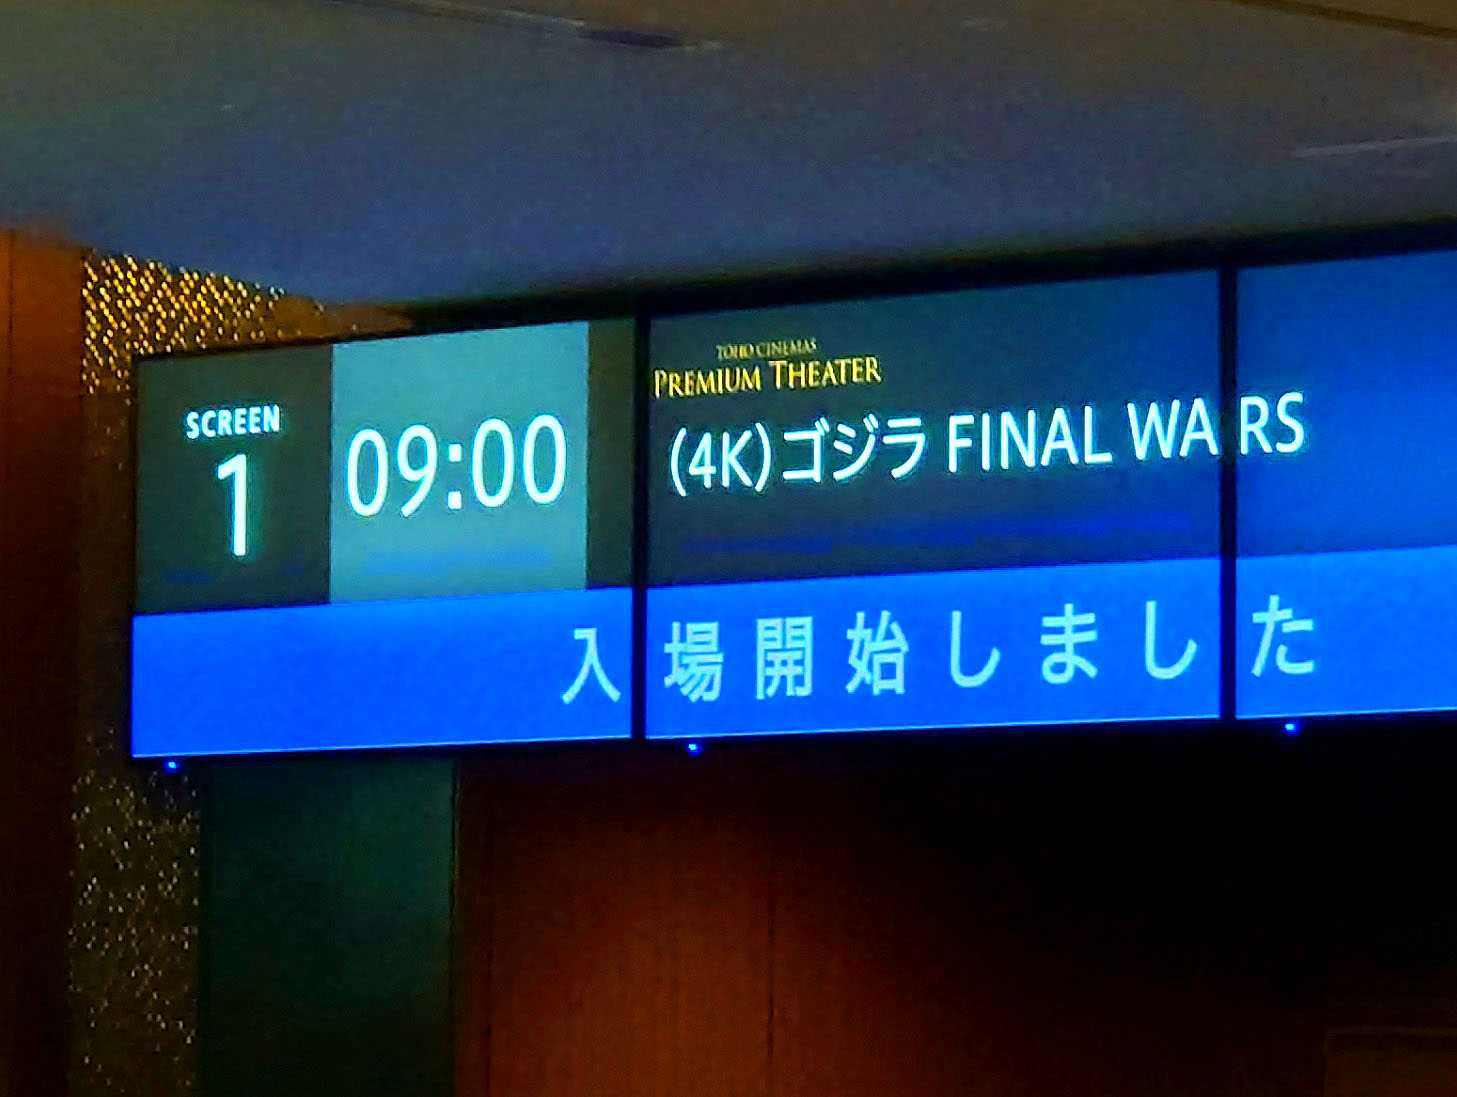 SCREEN
1
09:00
TOHO CINEMAS
PREMIUM THEATER
(4K)ゴジラ FINAL WARS
入場開始しました